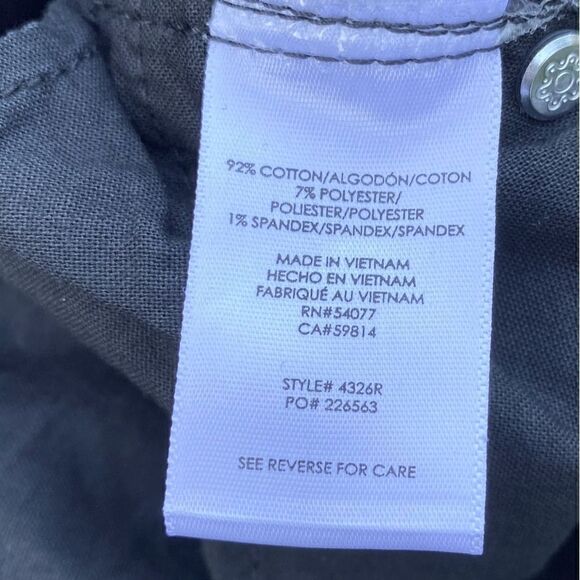 92% COTTON/ALGODÓN/COTON
7% POLYESTER/
POLIESTER/POLYESTER
1% SPANDEX/SPANDEX/SPANDEX
MADE IN VIETNAM
HECHO EN VIETNAM
FABRIQUÉ AU VIETNAM
RN#54077
CA#59814
STYLE# 4326R
PO# 226563
SEE REVERSE FOR CARE